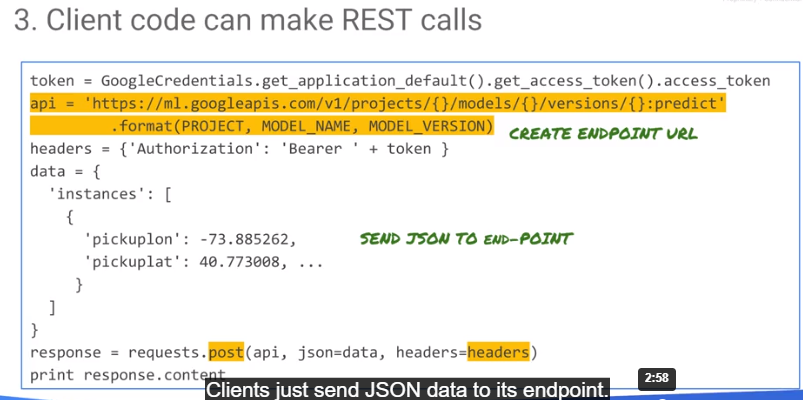 3. Client code can make REST calls
token = GoogleCredentials.get_application_default().get_access_token().access_token
api = 'https://ml.googleapis.com/v1/projects/{}/models/{}/versions/{}:predict'
.format(PROJECT, MODEL_NAME, MODEL_VERSION)
CREATE ENDPOINT URL
headers = {'Authorization': 'Bearer ' + token }
data = {
'instances': [
{
'pickuplon': -73.885262,
SEND JSON TO END-POINT
'pickuplat': 40.773008, ...
}
]
}
response = requests.post(api, json=data, headers=headers)
print response.content
2:58
Clients just send JSON data to its endpoint.